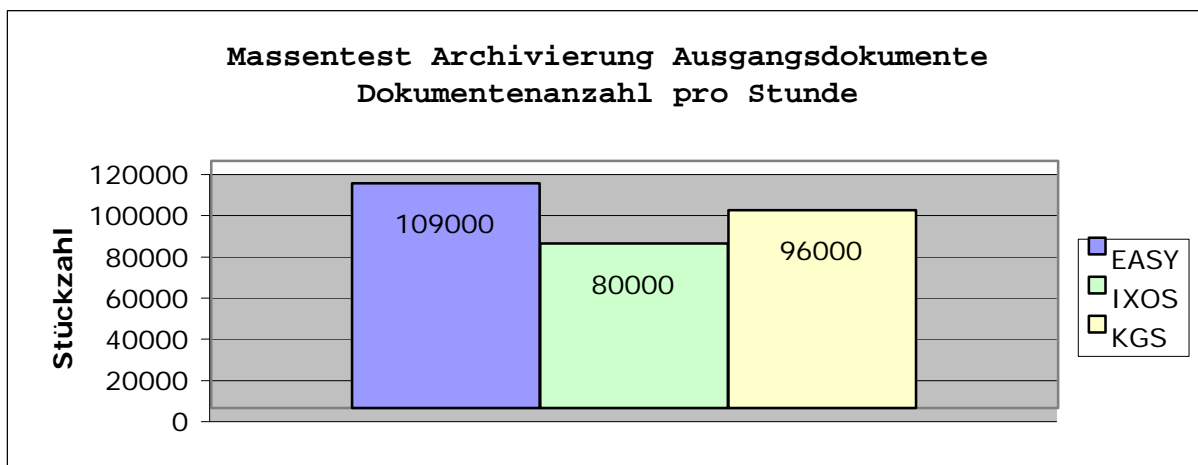 Massentest Archivierung Ausgangsdokumente
Dokumentenanzahl pro Stunde
Stückzahl
120000
100000
80000
60000
40000
20000
0
109000
80000
96000
EASY
IXOS
KGS